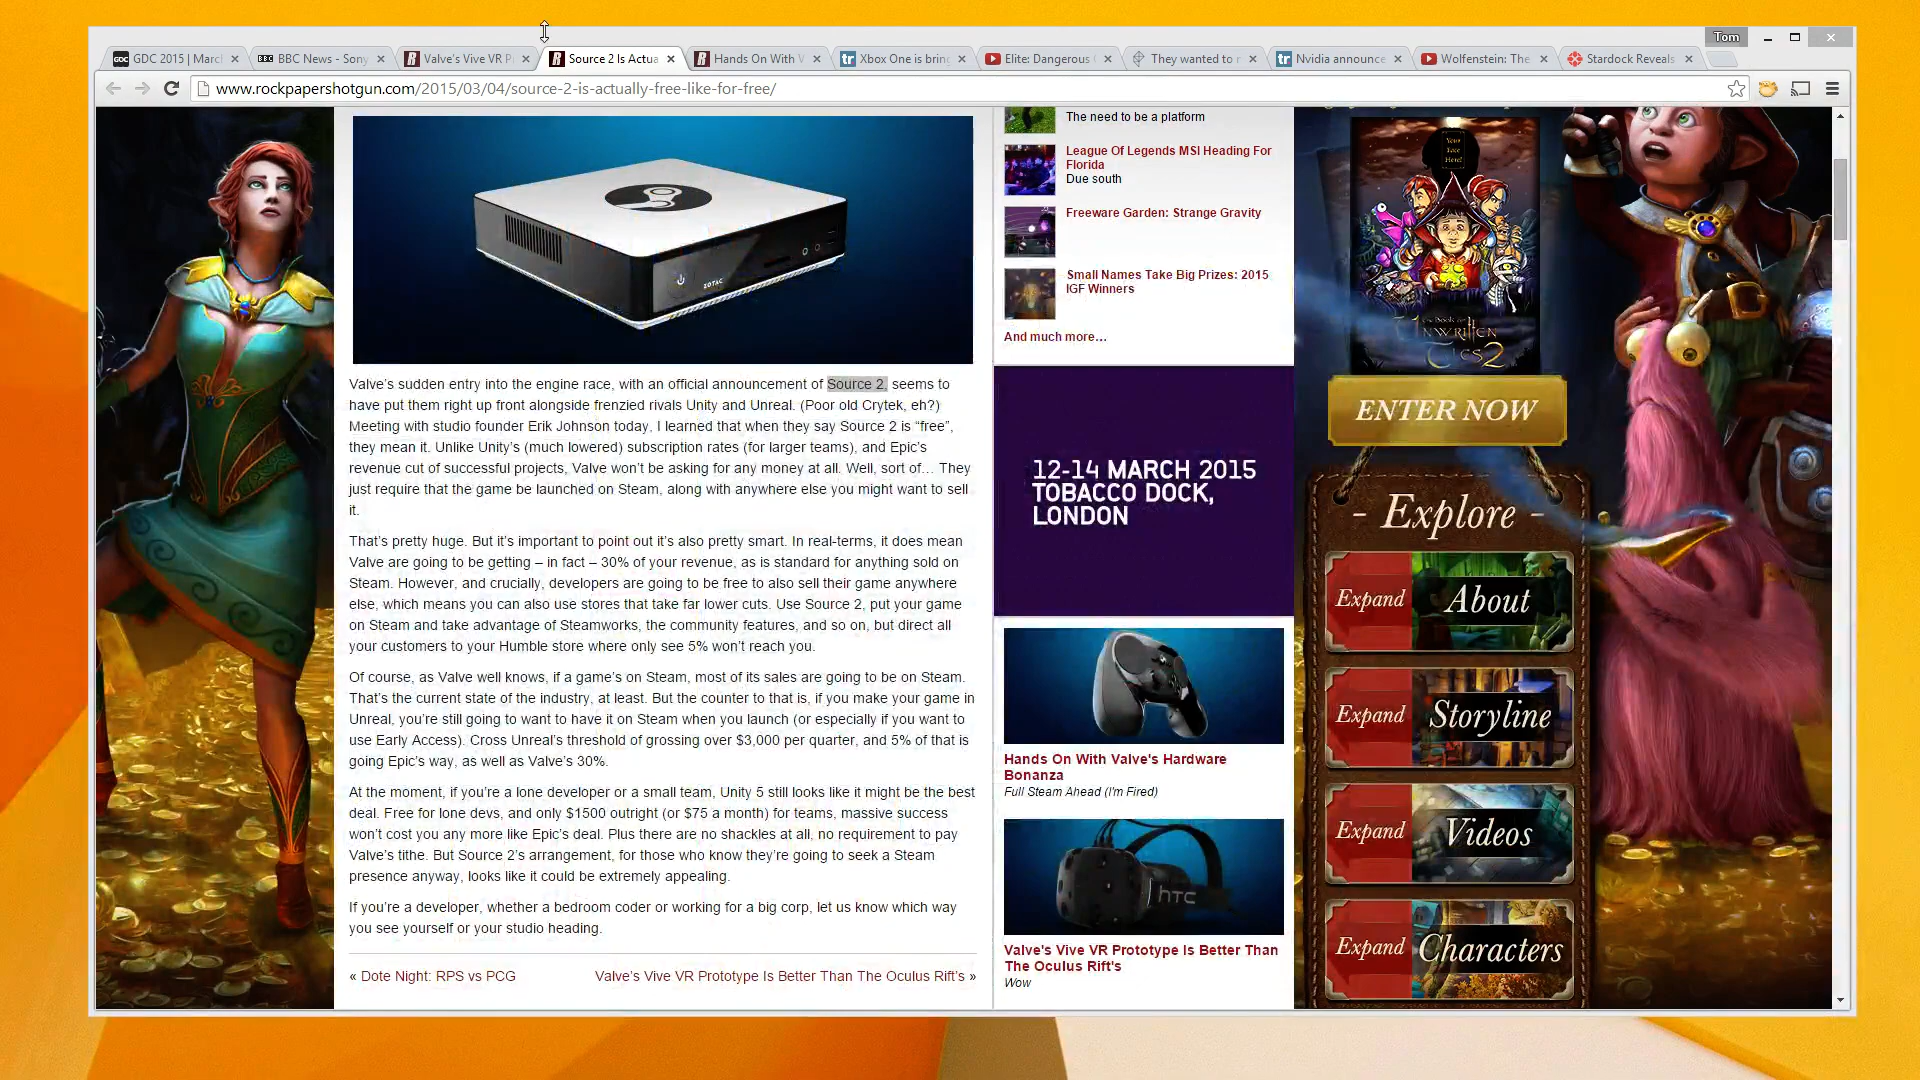 Tom
GDC 2015 | Marc
BBC News - Sony
Valve's Vive VR P
Source 2 Is Actua
Hands On With V
Xbox One is bring
Elite: Dangerous
They wanted to r
Nvidia announce
Wolfenstein: The
Stardock Reveals
www.rockpapershotgun.com/2015/03/04/source-2-is-actually-free-like-for-free/
ZOTAC
Valve's sudden entry into the engine race, with an official announcement of Source 2, seems to
have put them right up front alongside frenzied rivals Unity and Unreal. (Poor old Crytek, eh?)
Meeting with studio founder Erik Johnson today, I learned that when they say Source 2 is “free”,
they mean it. Unlike Unity's (much lowered) subscription rates (for larger teams), and Epic's
revenue cut of successful projects, Valve won't be asking for any money at all. Well, sort of… They
just require that the game be launched on Steam, along with anywhere else you might want to sell
it.
That's pretty huge. But it's important to point out it's also pretty smart. In real-terms, it does mean
Valve are going to be getting – in fact – 30% of your revenue, as is standard for anything sold on
Steam. However, and crucially, developers are going to be free to also sell their game anywhere
else, which means you can also use stores that take far lower cuts. Use Source 2, put your game
on Steam and take advantage of Steamworks, the community features, and so on, but direct all
your customers to your Humble store where only see 5% won't reach you.
Of course, as Valve well knows, if a game's on Steam, most of its sales are going to be on Steam.
That's the current state of the industry, at least. But the counter to that is, if you make your game in
Unreal, you're still going to want to have it on Steam when you launch (or especially if you want to
use Early Access). Cross Unreal's threshold of grossing over $3,000 per quarter, and 5% of that is
going Epic's way, as well as Valve's 30%.
At the moment, if you're a lone developer or a small team, Unity 5 still looks like it might be the best
deal. Free for lone devs, and only $1500 outright (or $75 a month) for teams, massive success
won't cost you any more like Epic's deal. Plus there are no shackles at all, no requirement to pay
Valve's tithe. But Source 2's arrangement, for those who know they're going to seek a Steam
presence anyway, looks like it could be extremely appealing.
If you're a developer, whether a bedroom coder or working for a big corp, let us know which way
you see yourself or your studio heading.
« Dote Night: RPS vs PCG
Valve's Vive VR Prototype Is Better Than The Oculus Rift's »
The need to be a platform
League Of Legends MSI Heading For
Florida
Due south
Freeware Garden: Strange Gravity
Small Names Take Big Prizes: 2015
IGF Winners
And much more…
12-14 MARCH 2015
TOBACCO DOCK,
LONDON
Hands On With Valve's Hardware
Bonanza
Full Steam Ahead (I'm Fired)
hTC
Valve's Vive VR Prototype Is Better Than
The Oculus Rift's
Wow
Your
Face
Here!
The Book of
Unwritten
Tales 2
ENTER NOW
- Explore -
Expand About
Expand Storyline
Expand Videos
Expand Characters